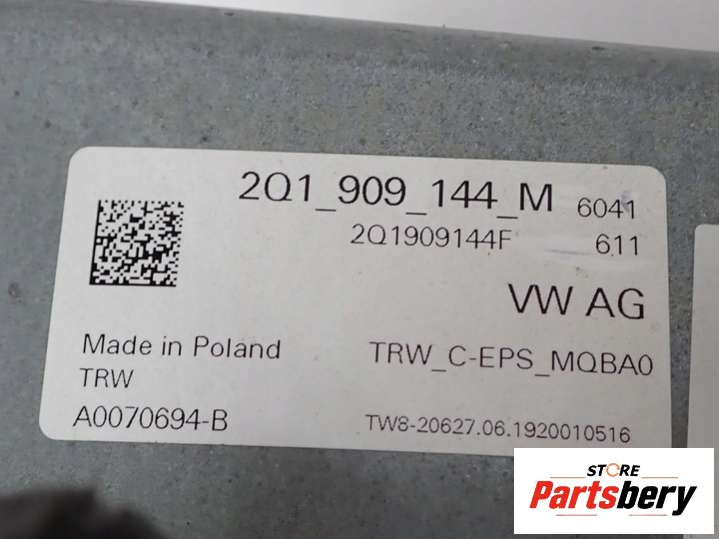 2Q1_909_144_M 6041
2Q1909144F 611
VW AG
Made in Poland TRW_C-EPS_MQBA0
TRW
A0070694-B TW8-20627.06.1920010516
STORE
Partsbery